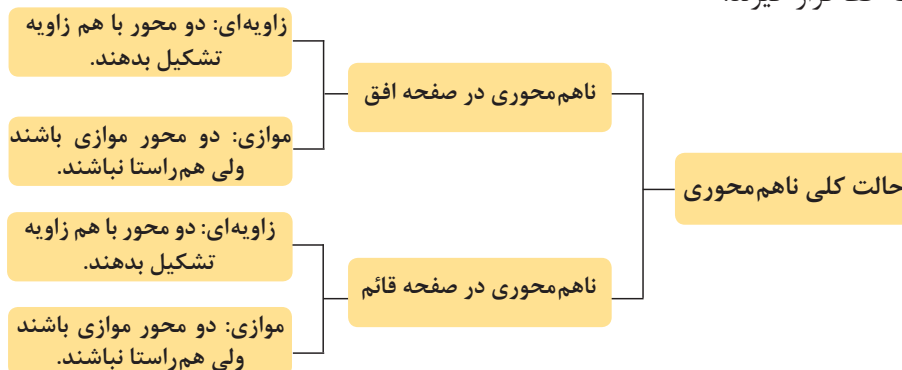 قرار گیرند.
حالت کلی ناهم‌محوری
ناهم‌محوری در صفحه افق
زاویه‌ای: دو محور با هم زاویه
تشکیل بدهند.
موازی: دو محور موازی باشند
ولی هم‌راستا نباشند.
ناهم‌محوری در صفحه قائم
زاویه‌ای: دو محور با هم زاویه
تشکیل بدهند.
موازی: دو محور موازی باشند
ولی هم‌راستا نباشند.